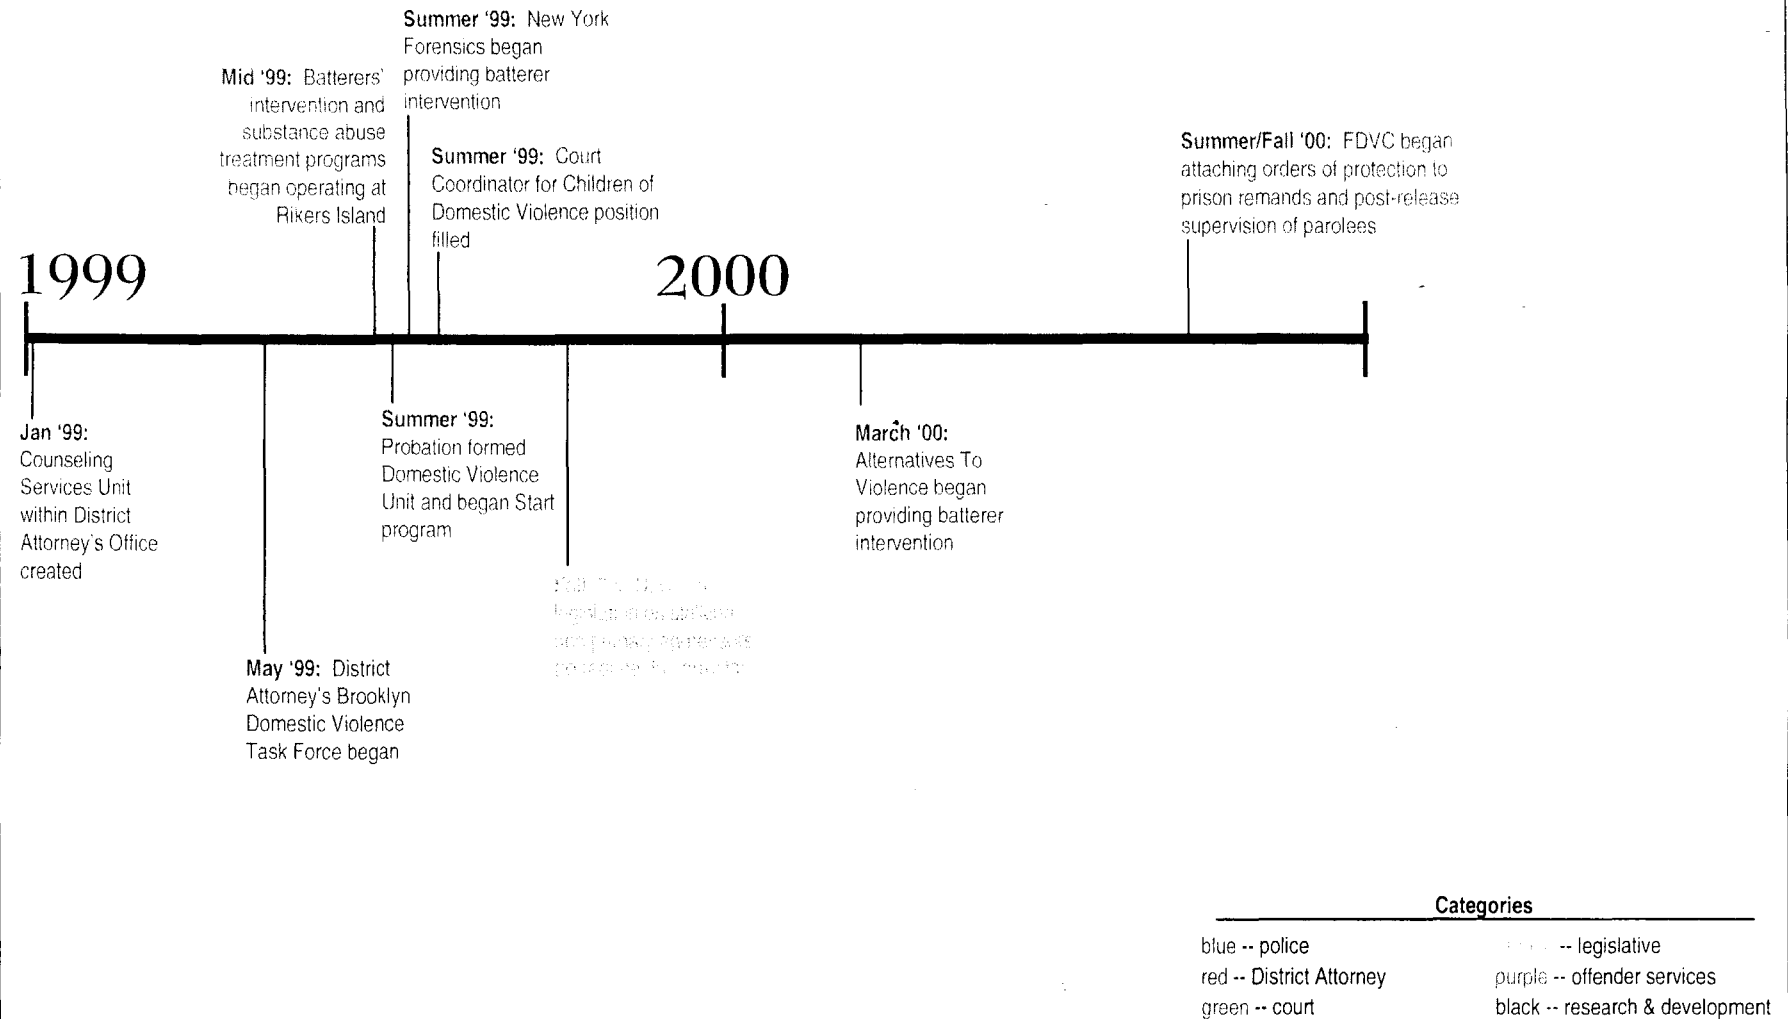 Summer '99: New York
Forensics began
providing batterer
intervention
Mid '99: Batterers'
intervention and
substance abuse
treatment programs
began operating at
Rikers Island
Summer '99: Court
Coordinator for Children of
Domestic Violence position
filled
Summer/Fall '00: FDVC began
attaching orders of protection to
prison remands and post-release
supervision of parolees
1999
2000
Jan '99:
Counseling
Services Unit
within District
Attorney's Office
created
May '99: District
Attorney's Brooklyn
Domestic Violence
Task Force began
Summer '99:
Probation formed
Domestic Violence
Unit and began Start
program
March '00:
Alternatives To
Violence began
providing batterer
intervention
Categories
blue -- police
red -- District Attorney
green -- court
-- legislative
purple -- offender services
black -- research & development